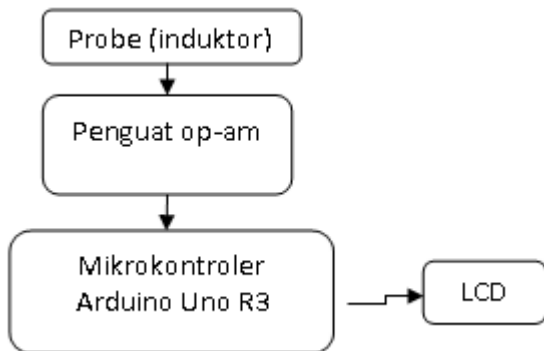 Probe (induktor)
Penguat op-am
Mikrokontroler
Arduino Uno R3
LCD